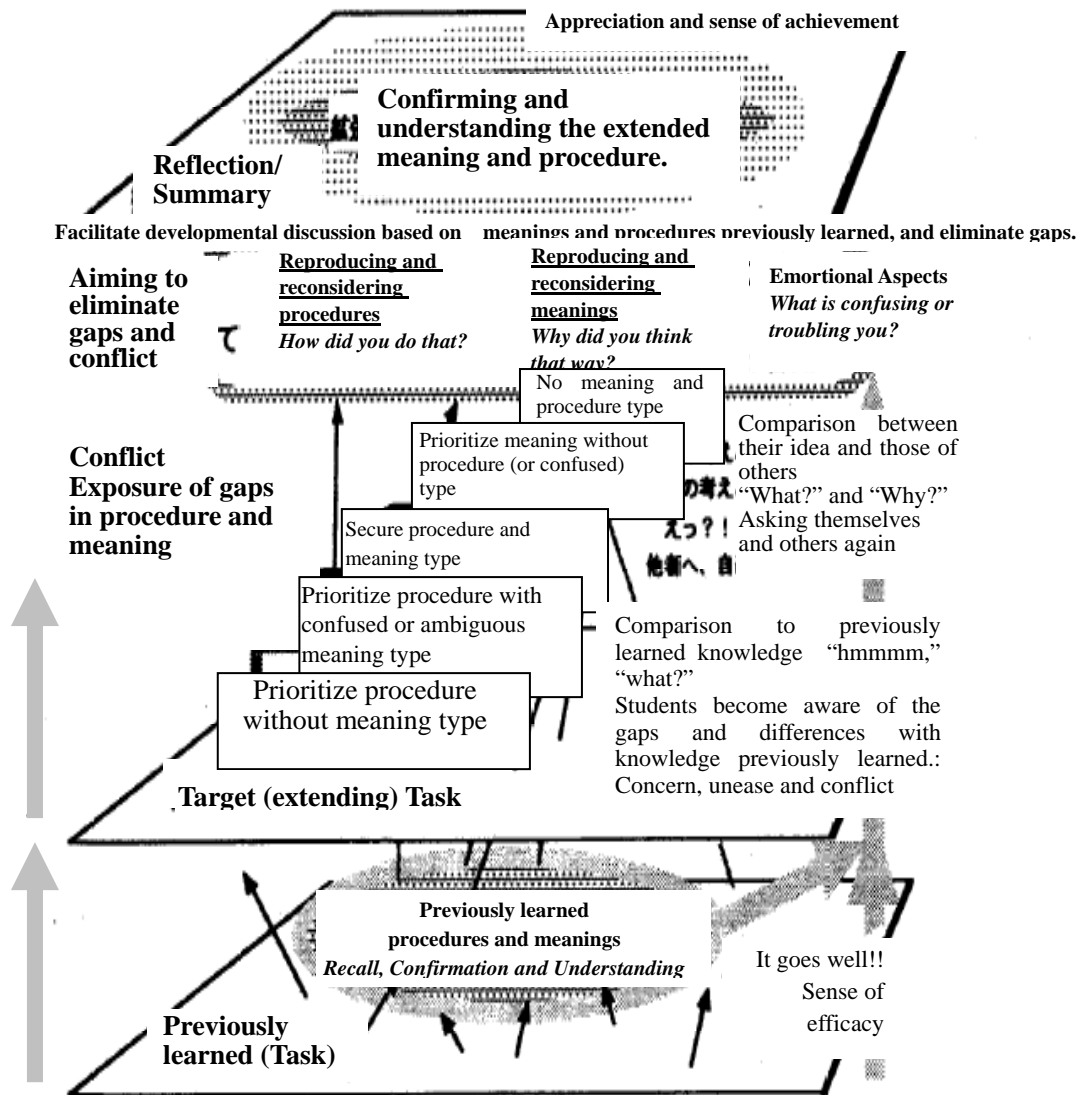 Appreciation and sense of achievement
Confirming and
understanding the extended
meaning and procedure.
Reflection/
Summary
Facilitate developmental discussion based on meanings and procedures previously learned, and eliminate gaps.
Aiming to
eliminate
gaps and
conflict
て
Reproducing and
reconsidering
procedures
How did you do that?
Reproducing and
reconsidering
meanings
Why did you think
that way?
Emortional Aspects
What is confusing or
troubling you?
No meaning and
procedure type
Prioritize meaning without
procedure (or confused)
type
Secure procedure and
meaning type
Prioritize procedure with
confused or ambiguous
meaning type
Prioritize procedure
without meaning type
Conflict
Exposure of gaps
in procedure and
meaning
Comparison between
their idea and those of
others
“What?” and “Why?”
Asking themselves
and others again
の考え
えっ？！
Comparison to previously
learned knowledge “hmmmm,”
“what?”
Students become aware of the
gaps and differences with
knowledge previously learned.:
Concern, unease and conflict
Target (extending) Task
Previously learned
procedures and meanings
Recall, Confirmation and Understanding
It goes well!!
Sense of
efficacy
Previously
learned (Task)